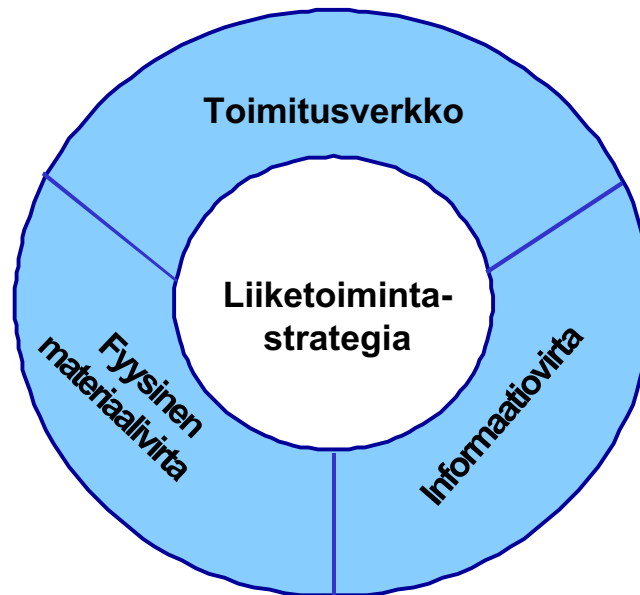 Toimitusverkko
Liiketoiminta-
strategia
Fyysinen
materiaalivirta
Informaatiovirta